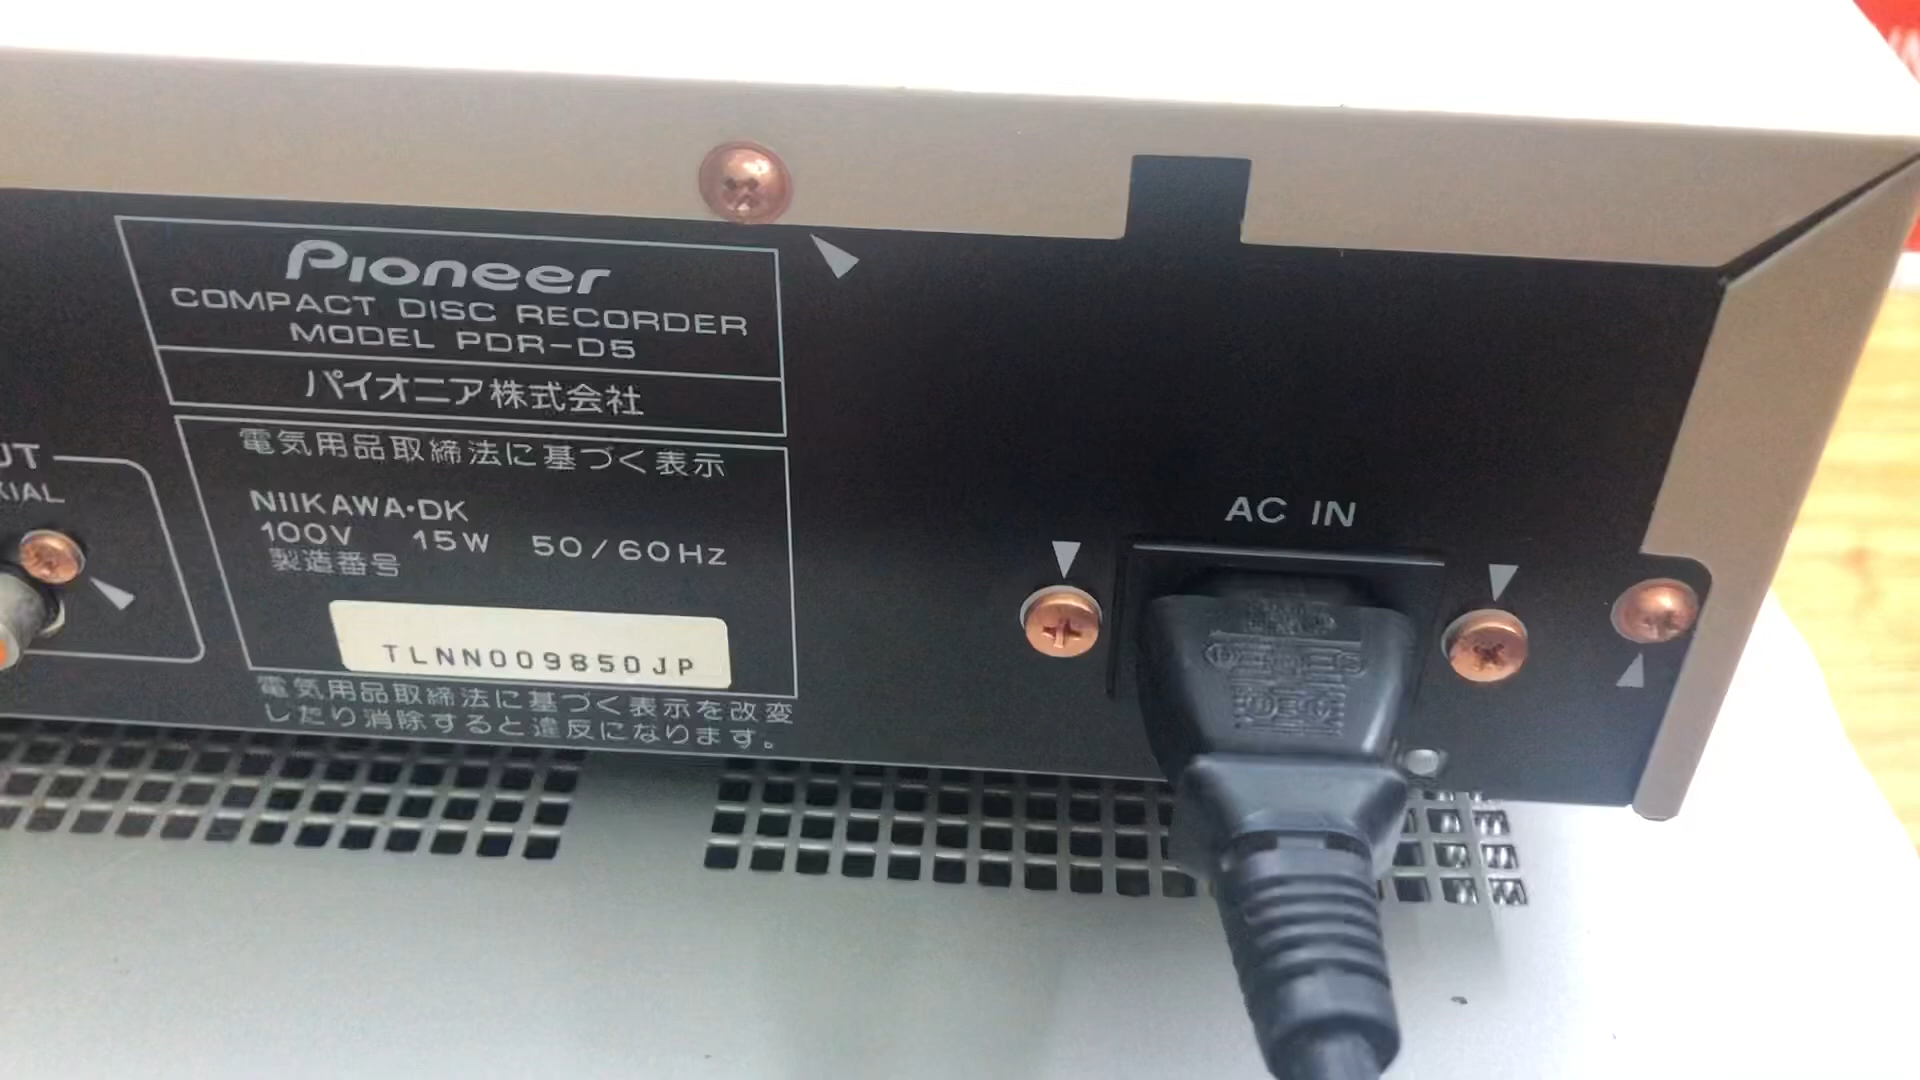 Pioneer
COMPACT DISC RECORDER
MODEL PDR-D5
パイオニア株式会社
電気用品取締法に基づく表示
NIIKAWA・DK
100V 15W 50/60Hz
製造番号
TLNN009850JP
電気用品取締法に基づく表示を改変
したり消除すると違反になります。
UT
XIAL
AC IN